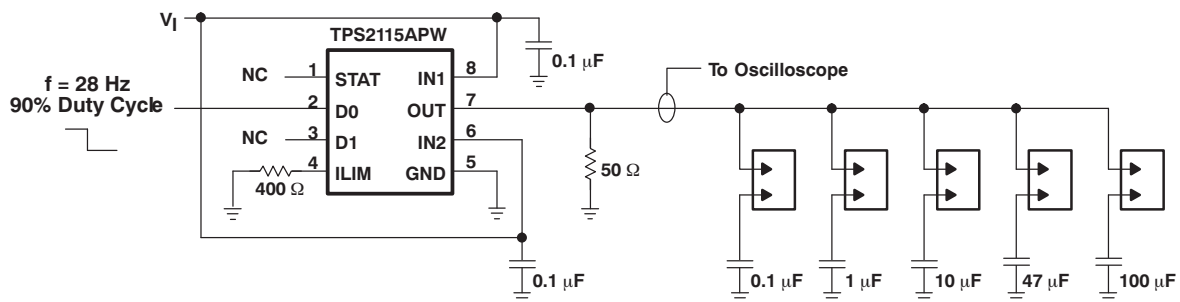 VI
TPS2115APW
0.1 μF
NC
1
STAT
IN1
8
To Oscilloscope
f = 28 Hz
90% Duty Cycle
2
D0
OUT
7
NC
3
D1
IN2
6
400 Ω
4
ILIM
GND
5
50 Ω
0.1 μF
0.1 μF
1 μF
10 μF
47 μF
100 μF